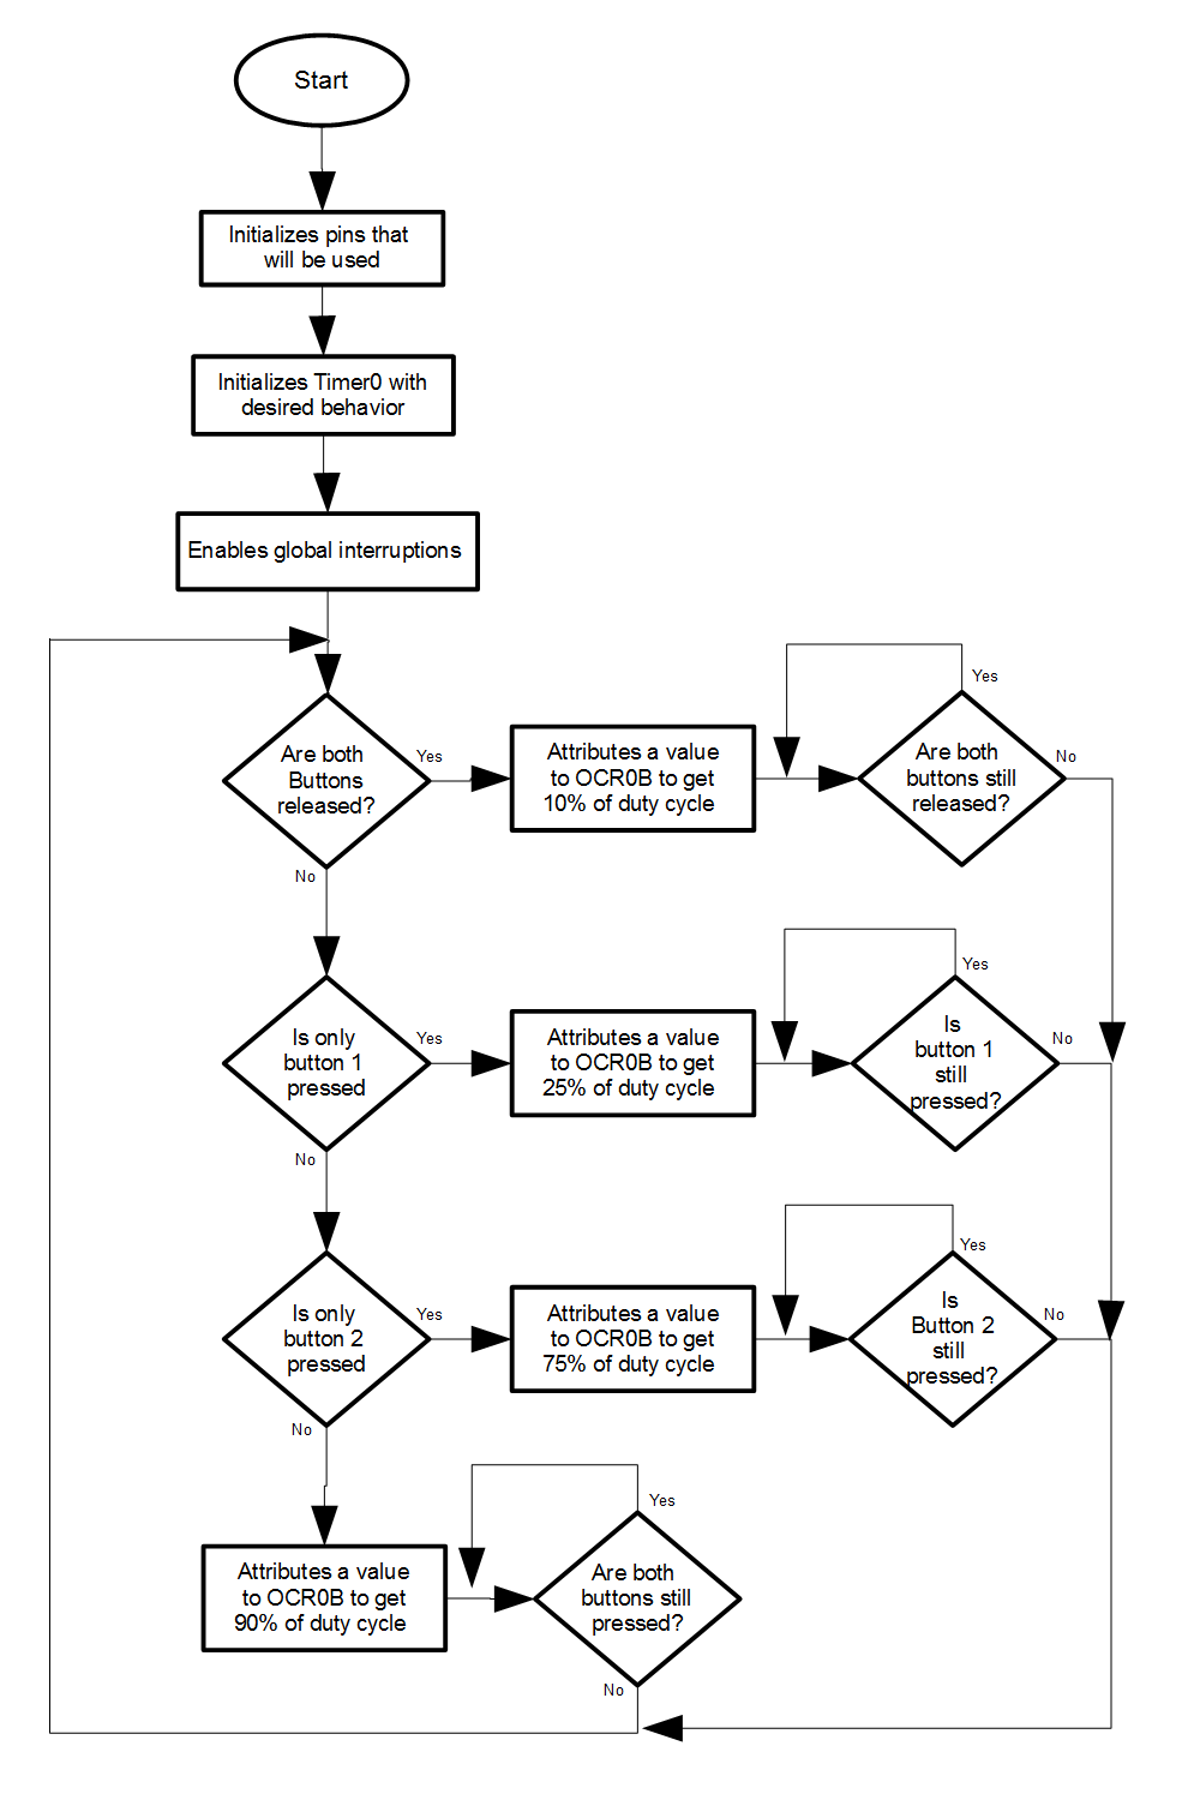 Start
Initializes pins that
will be used
Initializes Timer0 with
desired behavior
Enables global interruptions
Are both
Buttons
released?
Yes
No
Attributes a value
to OCR0B to get
10% of duty cycle
Yes
Are both
buttons still
released?
No
Is only
button 1
pressed
Yes
No
Attributes a value
to OCR0B to get
25% of duty cycle
Yes
Is
button 1
still
pressed?
No
Is only
button 2
pressed
Yes
No
Attributes a value
to OCR0B to get
75% of duty cycle
Yes
Is
Button 2
still
pressed?
No
Attributes a value
to OCR0B to get
90% of duty cycle
Yes
Are both
buttons still
pressed?
No